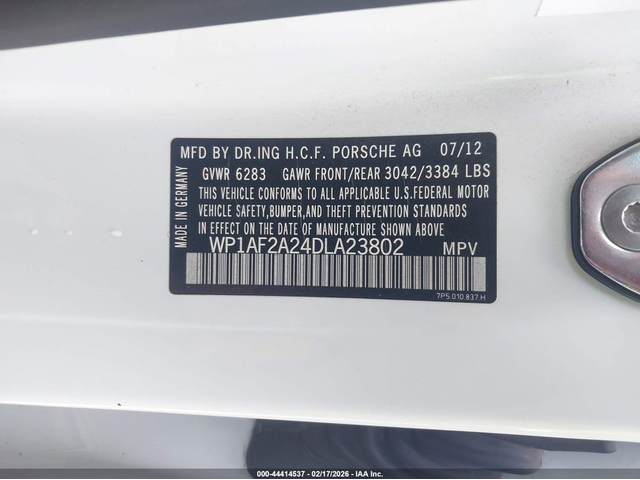 MFD BY DR.ING H.C.F. PORSCHE AG 07/12
GVWR 6283 GAWR FRONT/REAR 3042/3384 LBS
THIS VEHICLE CONFORMS TO ALL APPLICABLE U.S.FEDERAL MOTOR
VEHICLE SAFETY,BUMPER,AND THEFT PREVENTION STANDARDS
IN EFFECT ON THE DATE OF MANUFACTURE SHOWN ABOVE
WP1AF2A24DLA23802 MPV
7P5.010.837.H
MADE IN GERMANY
000-44414537 - 02/17/2026 - IAA Inc.